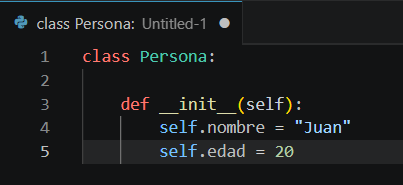 class Persona: Untitled-1
1 class Persona:
2
3 def __init__(self):
4 self.nombre = "Juan"
5 self.edad = 20